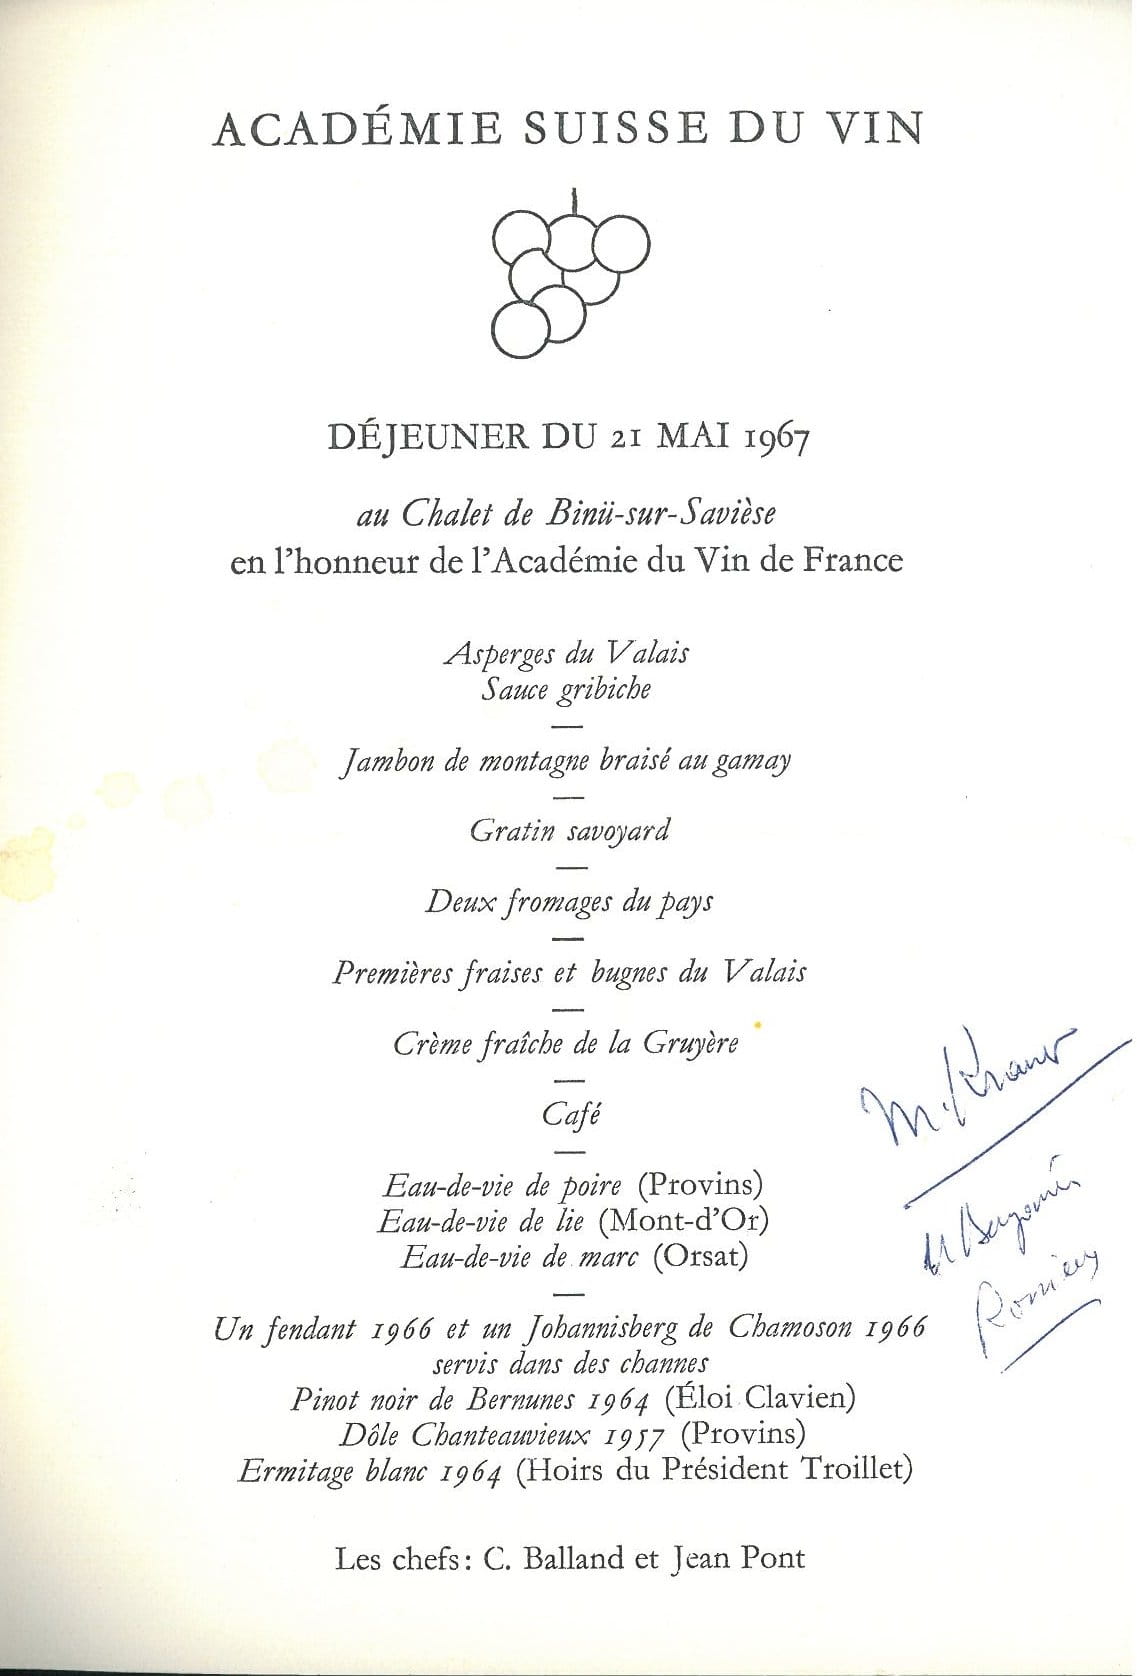 ACADÉMIE SUISSE DU VIN
DÉJEUNER DU 21 MAI 1967
au Chalet de Binü-sur-Savièse
en l'honneur de l'Académie du Vin de France
Asperges du Valais
Sauce gribiche
Jambon de montagne braisé au gamay
Gratin savoyard
Deux fromages du pays
Premières fraises et bugnes du Valais
Crème fraîche de la Gruyère
Café
Eau-de-vie de poire (Provins)
Eau-de-vie de lie (Mont-d'Or)
Eau-de-vie de marc (Orsat)
Un fendant 1966 et un Johannisberg de Chamoson 1966
servis dans des channes
Pinot noir de Bernunes 1964 (Éloi Clavien)
Dôle Chanteauvieux 1957 (Provins)
Ermitage blanc 1964 (Hoirs du Président Troillet)
Les chefs: C. Balland et Jean Pont